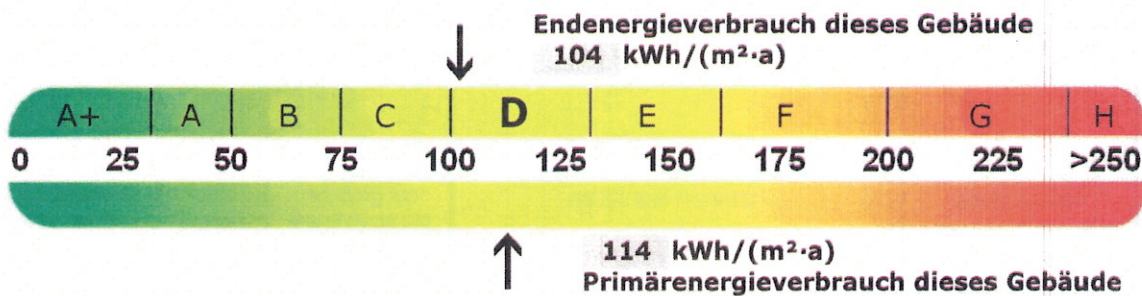 Endenergieverbrauch dieses Gebäude
104 kWh/(m²·a)
A+ A B C D E F G H
0 25 50 75 100 125 150 175 200 225 >250
114 kWh/(m²·a)
Primärenergieverbrauch dieses Gebäude